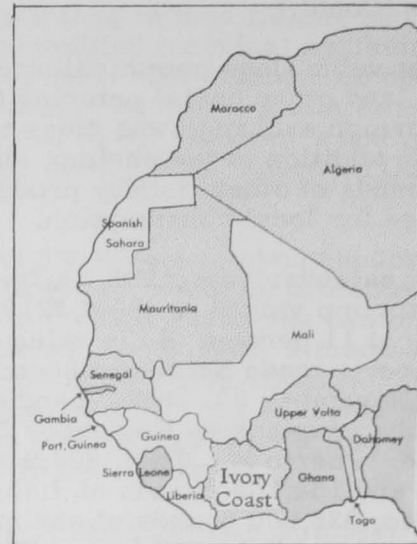 Morocco
Algeria
Spanish
Sahara
Mauritania
Mali
Senegal
Gambia
Upper Volta
Dahomey
Port. Guinea
Guinea
Ivory
Coast
Ghana
Sierra Leone
Liberia
Togo